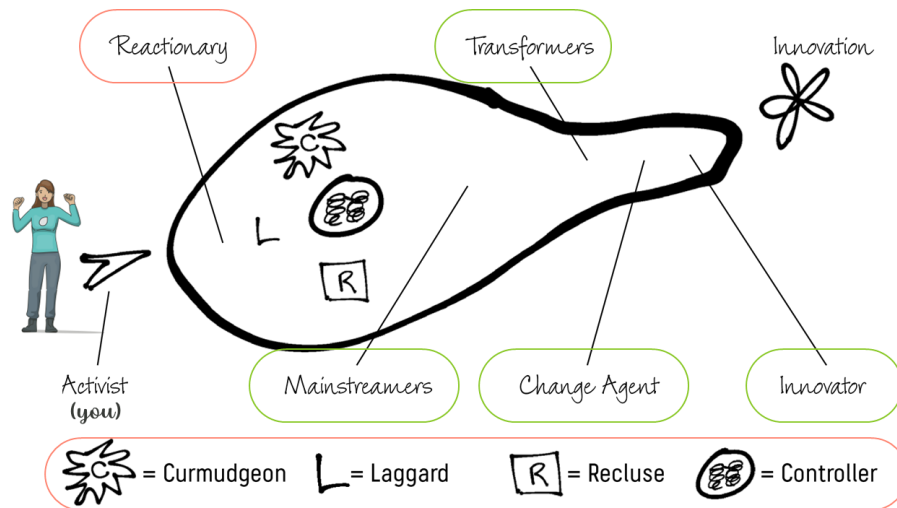 Reactionary
Transformers
Innovation
C
L
R
Activist
(you)
Mainstreamers
Change Agent
Innovator
C = Curmudgeon
L = Laggard
R = Recluse
= Controller